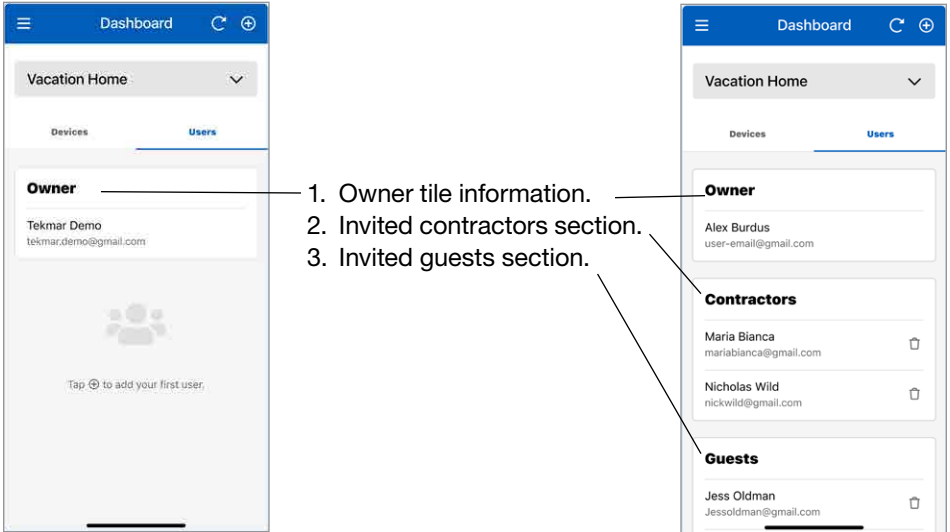 Dashboard
Vacation Home
Devices Users
Owner
Tekmar Demo
tekmar.demo@gmail.com
Tap ⊕ to add your first user.
1. Owner tile information.
2. Invited contractors section.
3. Invited guests section.
Dashboard
Vacation Home
Devices Users
Owner
Alex Burdus
user-email@gmail.com
Contractors
Maria Bianca
mariabianca@gmail.com
Nicholas Wild
nickwild@gmail.com
Guests
Jess Oldman
Jessoldman@gmail.com